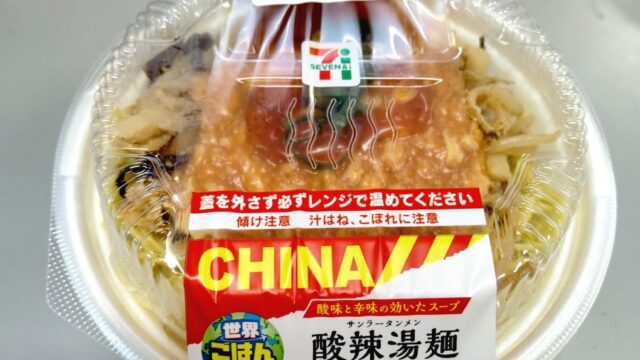 7i
SEVEN&i
蓋を外さず必ずレンジで温めてください
傾け注意 汁はね、こぼれに注意
CHINA
酸味と辛味の効いたスープ
サンラータンメン
酸辣湯麺
世界
ごはん